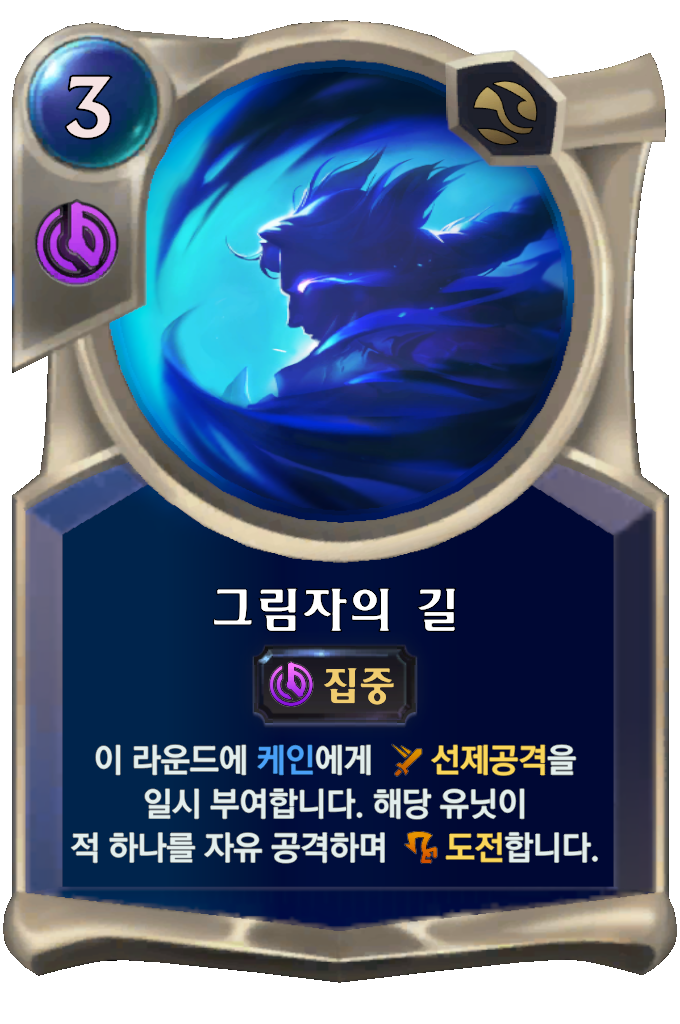 3
그림자의 길
집중
이 라운드에 케인에게 선제공격을
일시 부여합니다. 해당 유닛이
적 하나를 자유 공격하며 도전합니다.